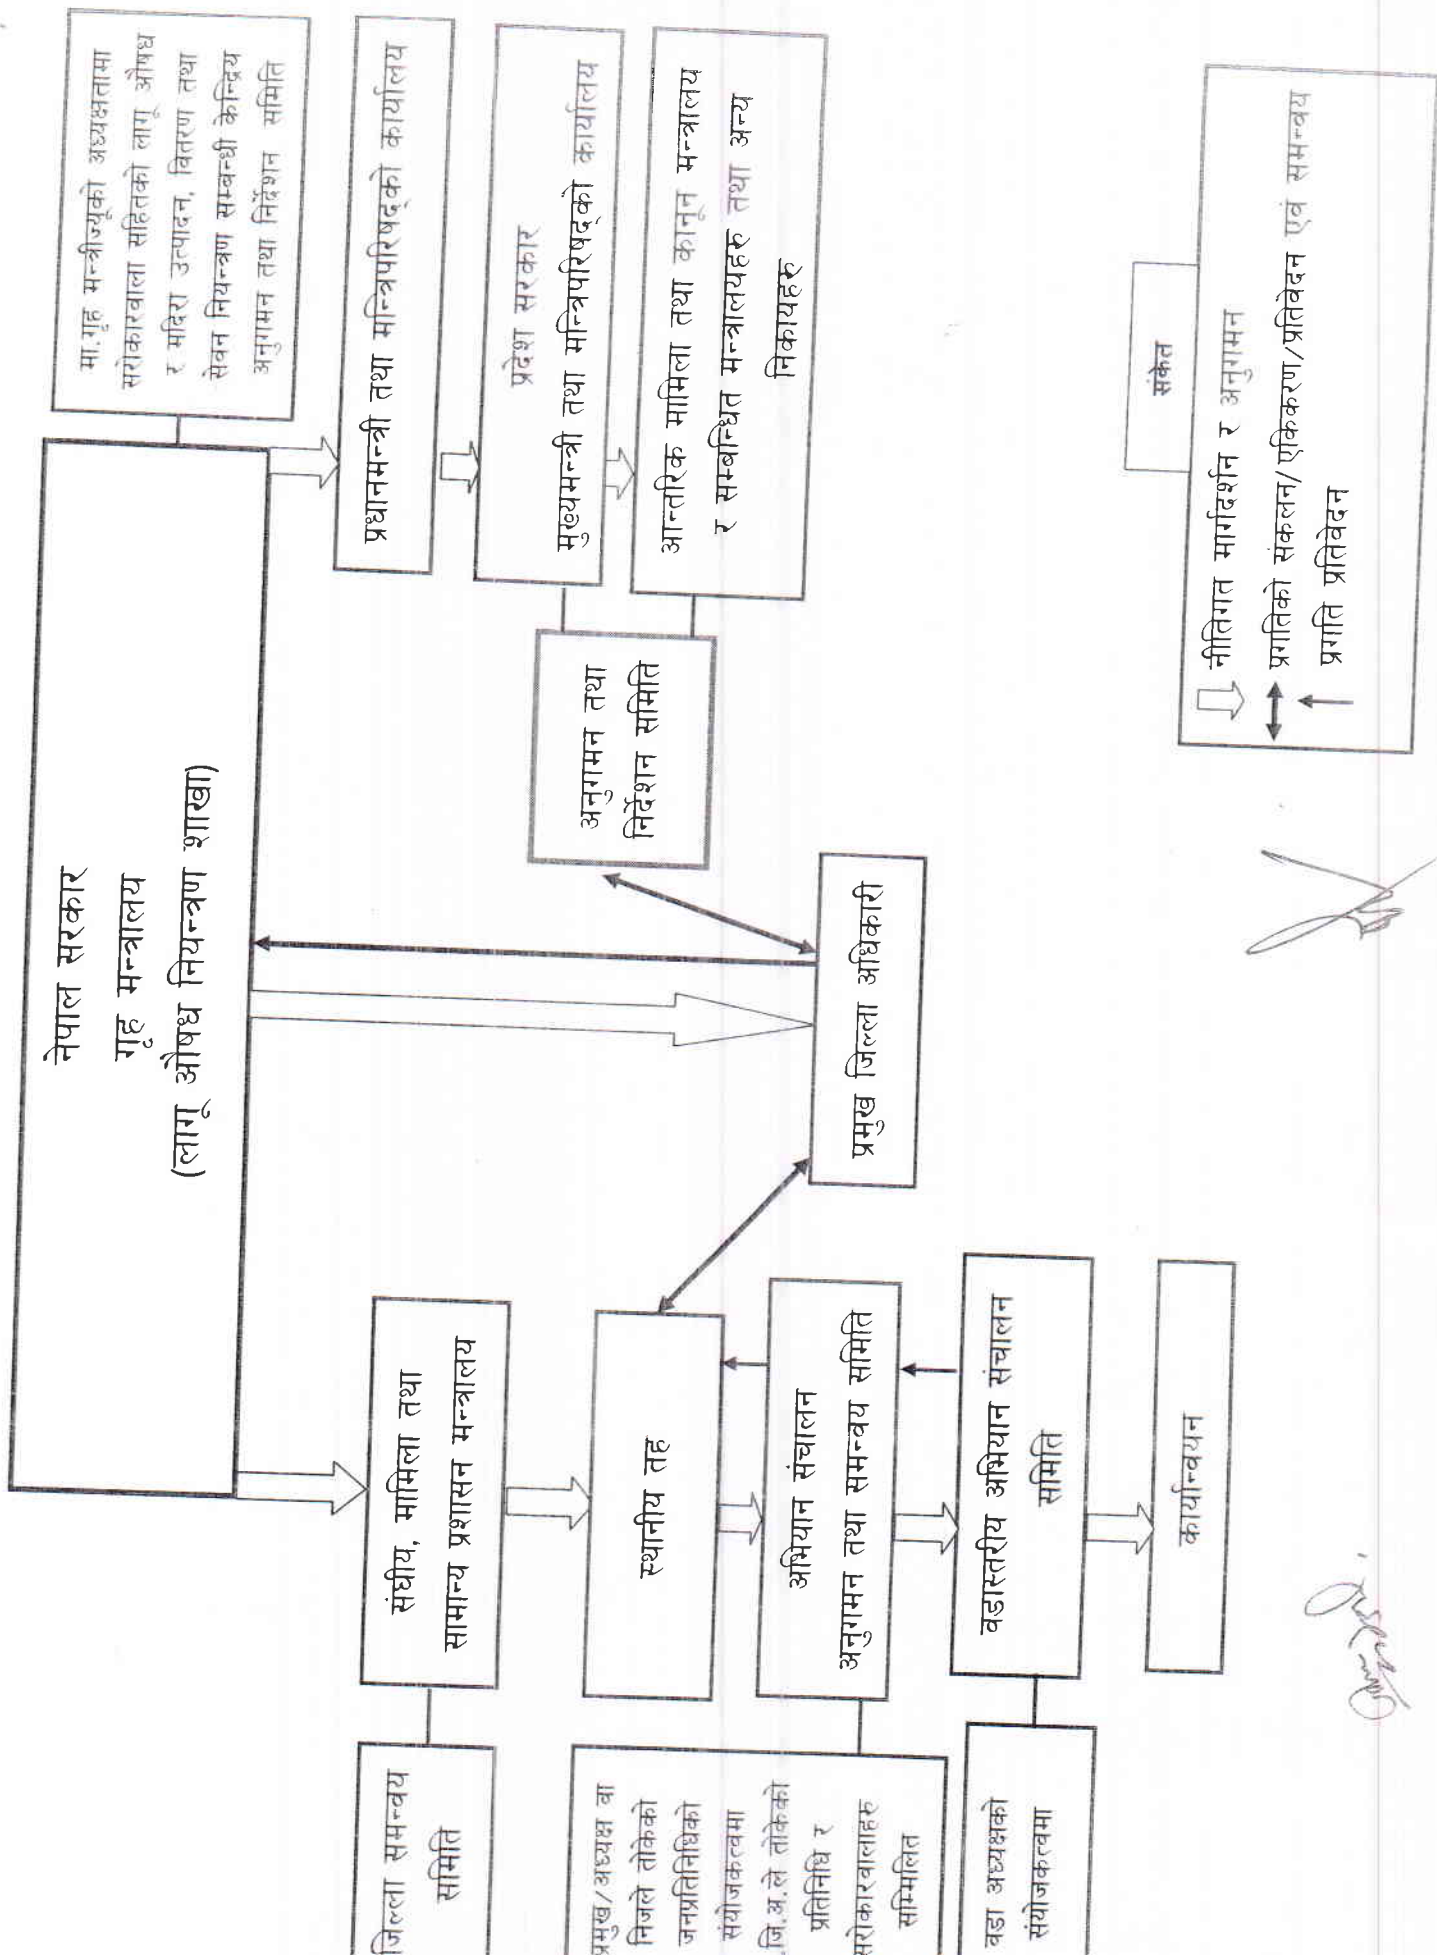 नेपाल सरकार
गृह मन्त्रालय
(लागू औषध नियन्त्रण शाखा)
मा.गृह मन्त्रीज्यूको अध्यक्षतामा
सरोकारवाला सहितको लागू औषध
र मदिरा उत्पादन, वितरण तथा
सेवन नियन्त्रण सम्बन्धी केन्द्रिय
अनुगमन तथा निर्देशन समिति
जिल्ला समन्वय
समिति
संघीय, मामिला तथा
सामान्य प्रशासन मन्त्रालय
प्रधानमन्त्री तथा मन्त्रिपरिषद्को कार्यालय
प्रदेश सरकार
मुख्यमन्त्री तथा मन्त्रिपरिषद्को कार्यालय
अनुगमन तथा
निर्देशन समिति
आन्तरिक मामिला तथा कानून मन्त्रालय
र सम्बन्धित मन्त्रालयहरु तथा अन्य
निकायहरु
स्थानीय तह
प्रमुख/अध्यक्ष वा
निजले तोकेको
जनप्रतिनिधिको
संयोजकत्वमा
.जि.अ.ले तोकेको
प्रतिनिधि र
सरोकारवालाहरु
सम्मिलित
अभियान संचालन
अनुगमन तथा समन्वय समिति
प्रमुख जिल्ला अधिकारी
वडा अध्यक्षको
संयोजकत्वमा
वडास्तरीय अभियान संचालन
समिति
कार्यान्वयन
संकेत
नीतिगत मार्गदर्शन र अनुगमन
प्रगतिको संकलन/एकिकरण/प्रतिवेदन एवं समन्वय
प्रगति प्रतिवेदन